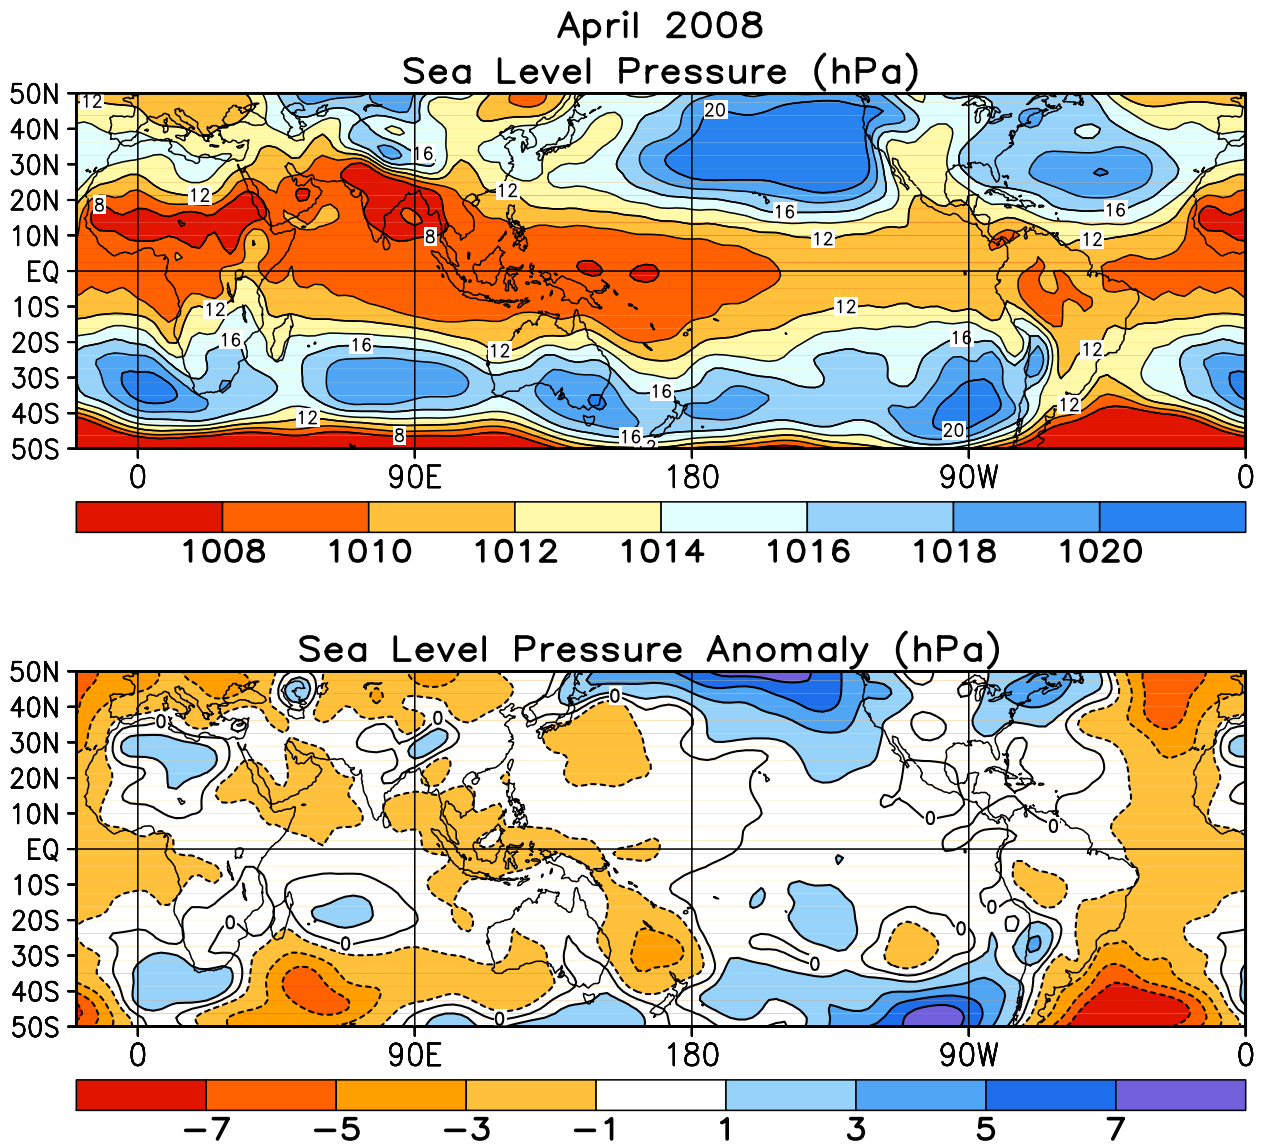 April 2008
Sea Level Pressure (hPa)
50N
40N
30N
20N
10N
EQ
10S
20S
30S
40S
50S
12
16
20
12
8
12
16
12
8
16
12
12
12
16
16
12
16
12
16
12
12
8
16
20
0 90E 180 90W 0
1008 1010 1012 1014 1016 1018 1020
Sea Level Pressure Anomaly (hPa)
50N
40N
30N
20N
10N
EQ
10S
20S
30S
40S
50S
0
0
0
0
0
0
0
0
0
0
0
0 90E 180 90W 0
-7 -5 -3 -1 1 3 5 7